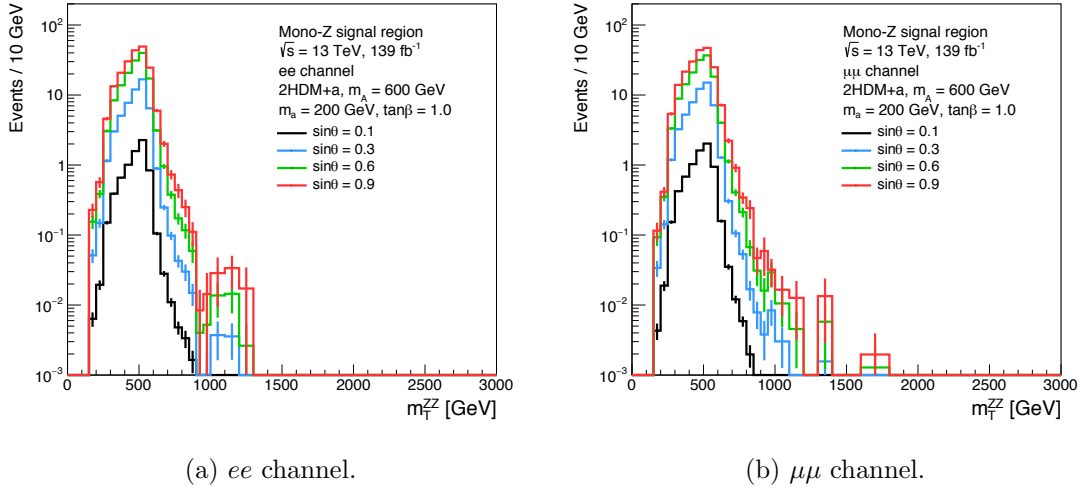 Events / 10 GeV
10²
10
1
10⁻¹
10⁻²
10⁻³
Mono-Z signal region
√s = 13 TeV, 139 fb⁻¹
ee channel
2HDM+a, m_A = 600 GeV
m_a = 200 GeV, tanβ = 1.0
sinθ = 0.1
sinθ = 0.3
sinθ = 0.6
sinθ = 0.9
0 500 1000 1500 2000 2500 3000
m_T^ZZ [GeV]
(a) ee channel.
Events / 10 GeV
10²
10
1
10⁻¹
10⁻²
10⁻³
Mono-Z signal region
√s = 13 TeV, 139 fb⁻¹
μμ channel
2HDM+a, m_A = 600 GeV
m_a = 200 GeV, tanβ = 1.0
sinθ = 0.1
sinθ = 0.3
sinθ = 0.6
sinθ = 0.9
0 500 1000 1500 2000 2500 3000
m_T^ZZ [GeV]
(b) μμ channel.